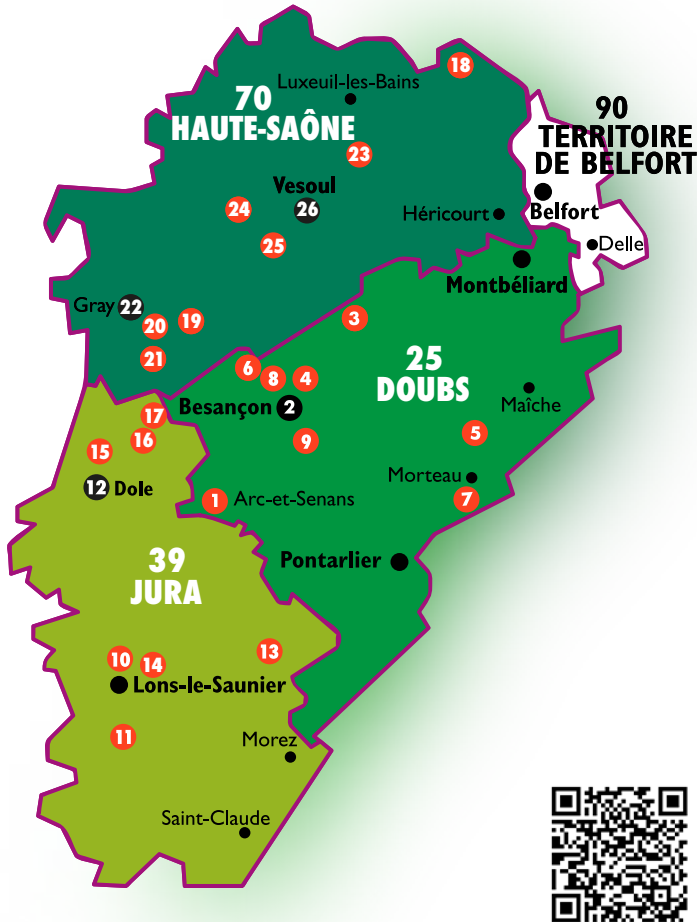 18
Luxeuil-les-Bains
70
HAUTE-SAÔNE
90
TERRITOIRE
DE BELFORT
23
Vesoul
24
26
Héricourt
Belfort
25
Delle
Montbéliard
Gray 22
20
19
3
21
6
8
4
25
DOUBS
Maîche
Besançon 2
17
16
15
9
5
12 Dole
Morteau
7
1 Arc-et-Senans
39
JURA
Pontarlier
10
14
13
Lons-le-Saunier
11
Morez
Saint-Claude